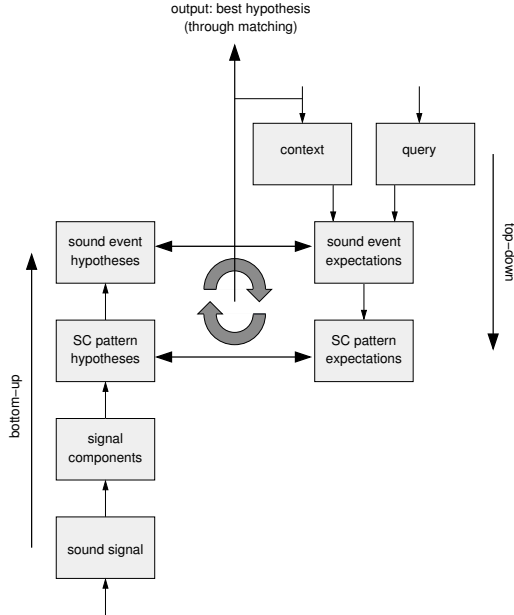 output: best hypothesis
(through matching)
context
query
sound event
hypotheses
sound event
expectations
top–down
SC pattern
hypotheses
SC pattern
expectations
bottom–up
signal
components
sound signal